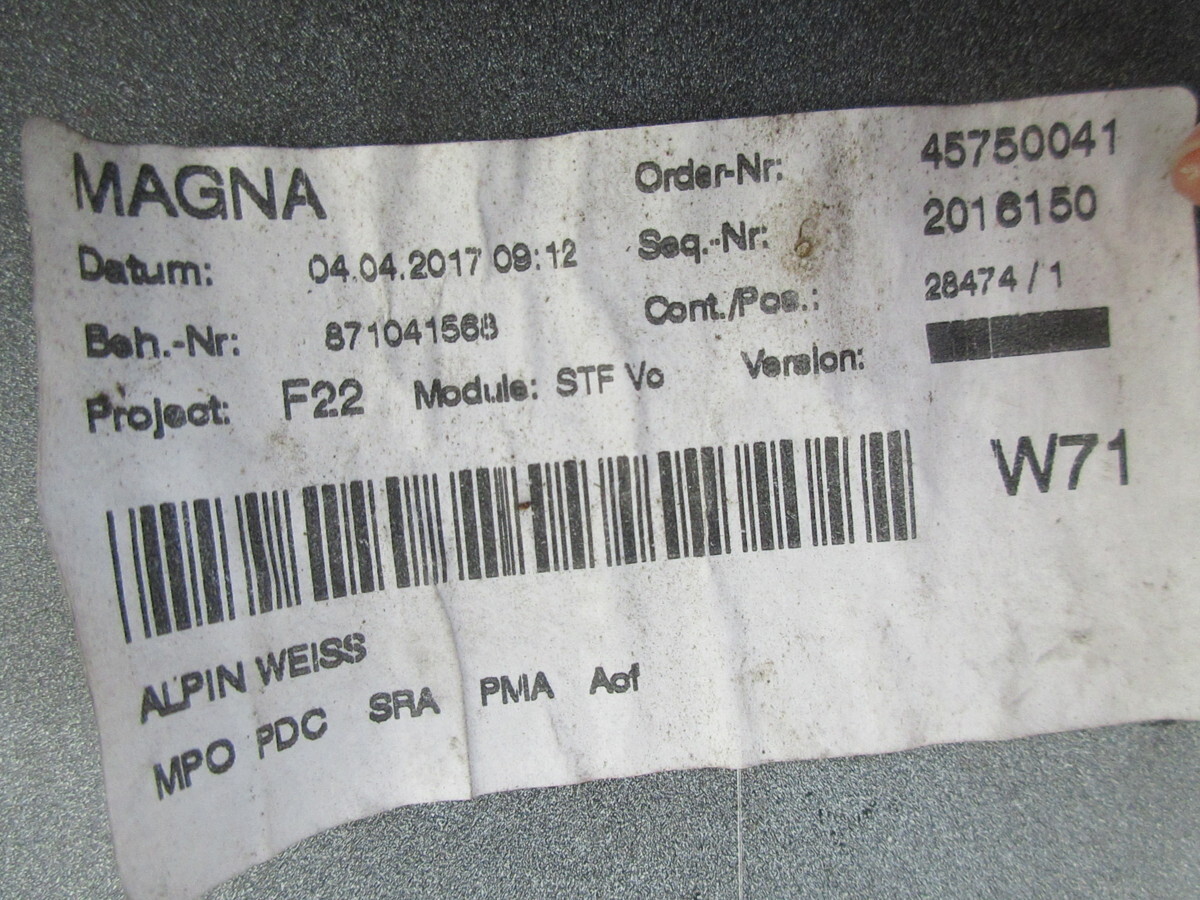 MAGNA
Order-Nr: 45750041
Datum: 04.04.2017 09:12
Seq.-Nr: 2016150
Beh.-Nr: 871041568
Cont./Pos.: 28474 / 1
Project: F22 Module: STF Vo
Version:
W71
ALPIN WEISS
MPO PDC SRA PMA Aof